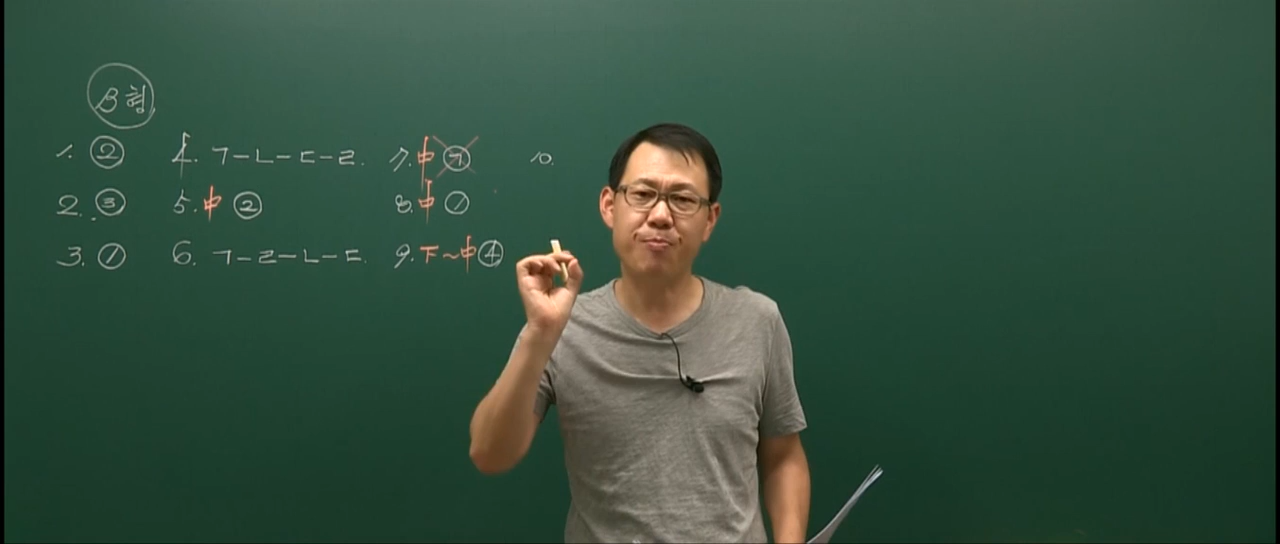 B형
1. ② 4. ㄱ-ㄴ-ㄷ-ㄹ. 7. 中 ㉠ 10.
2. ③ 5. 中 ② 8. 中 ①
3. ① 6. ㄱ-ㄹ-ㄴ-ㄷ 9. 下~中 ④